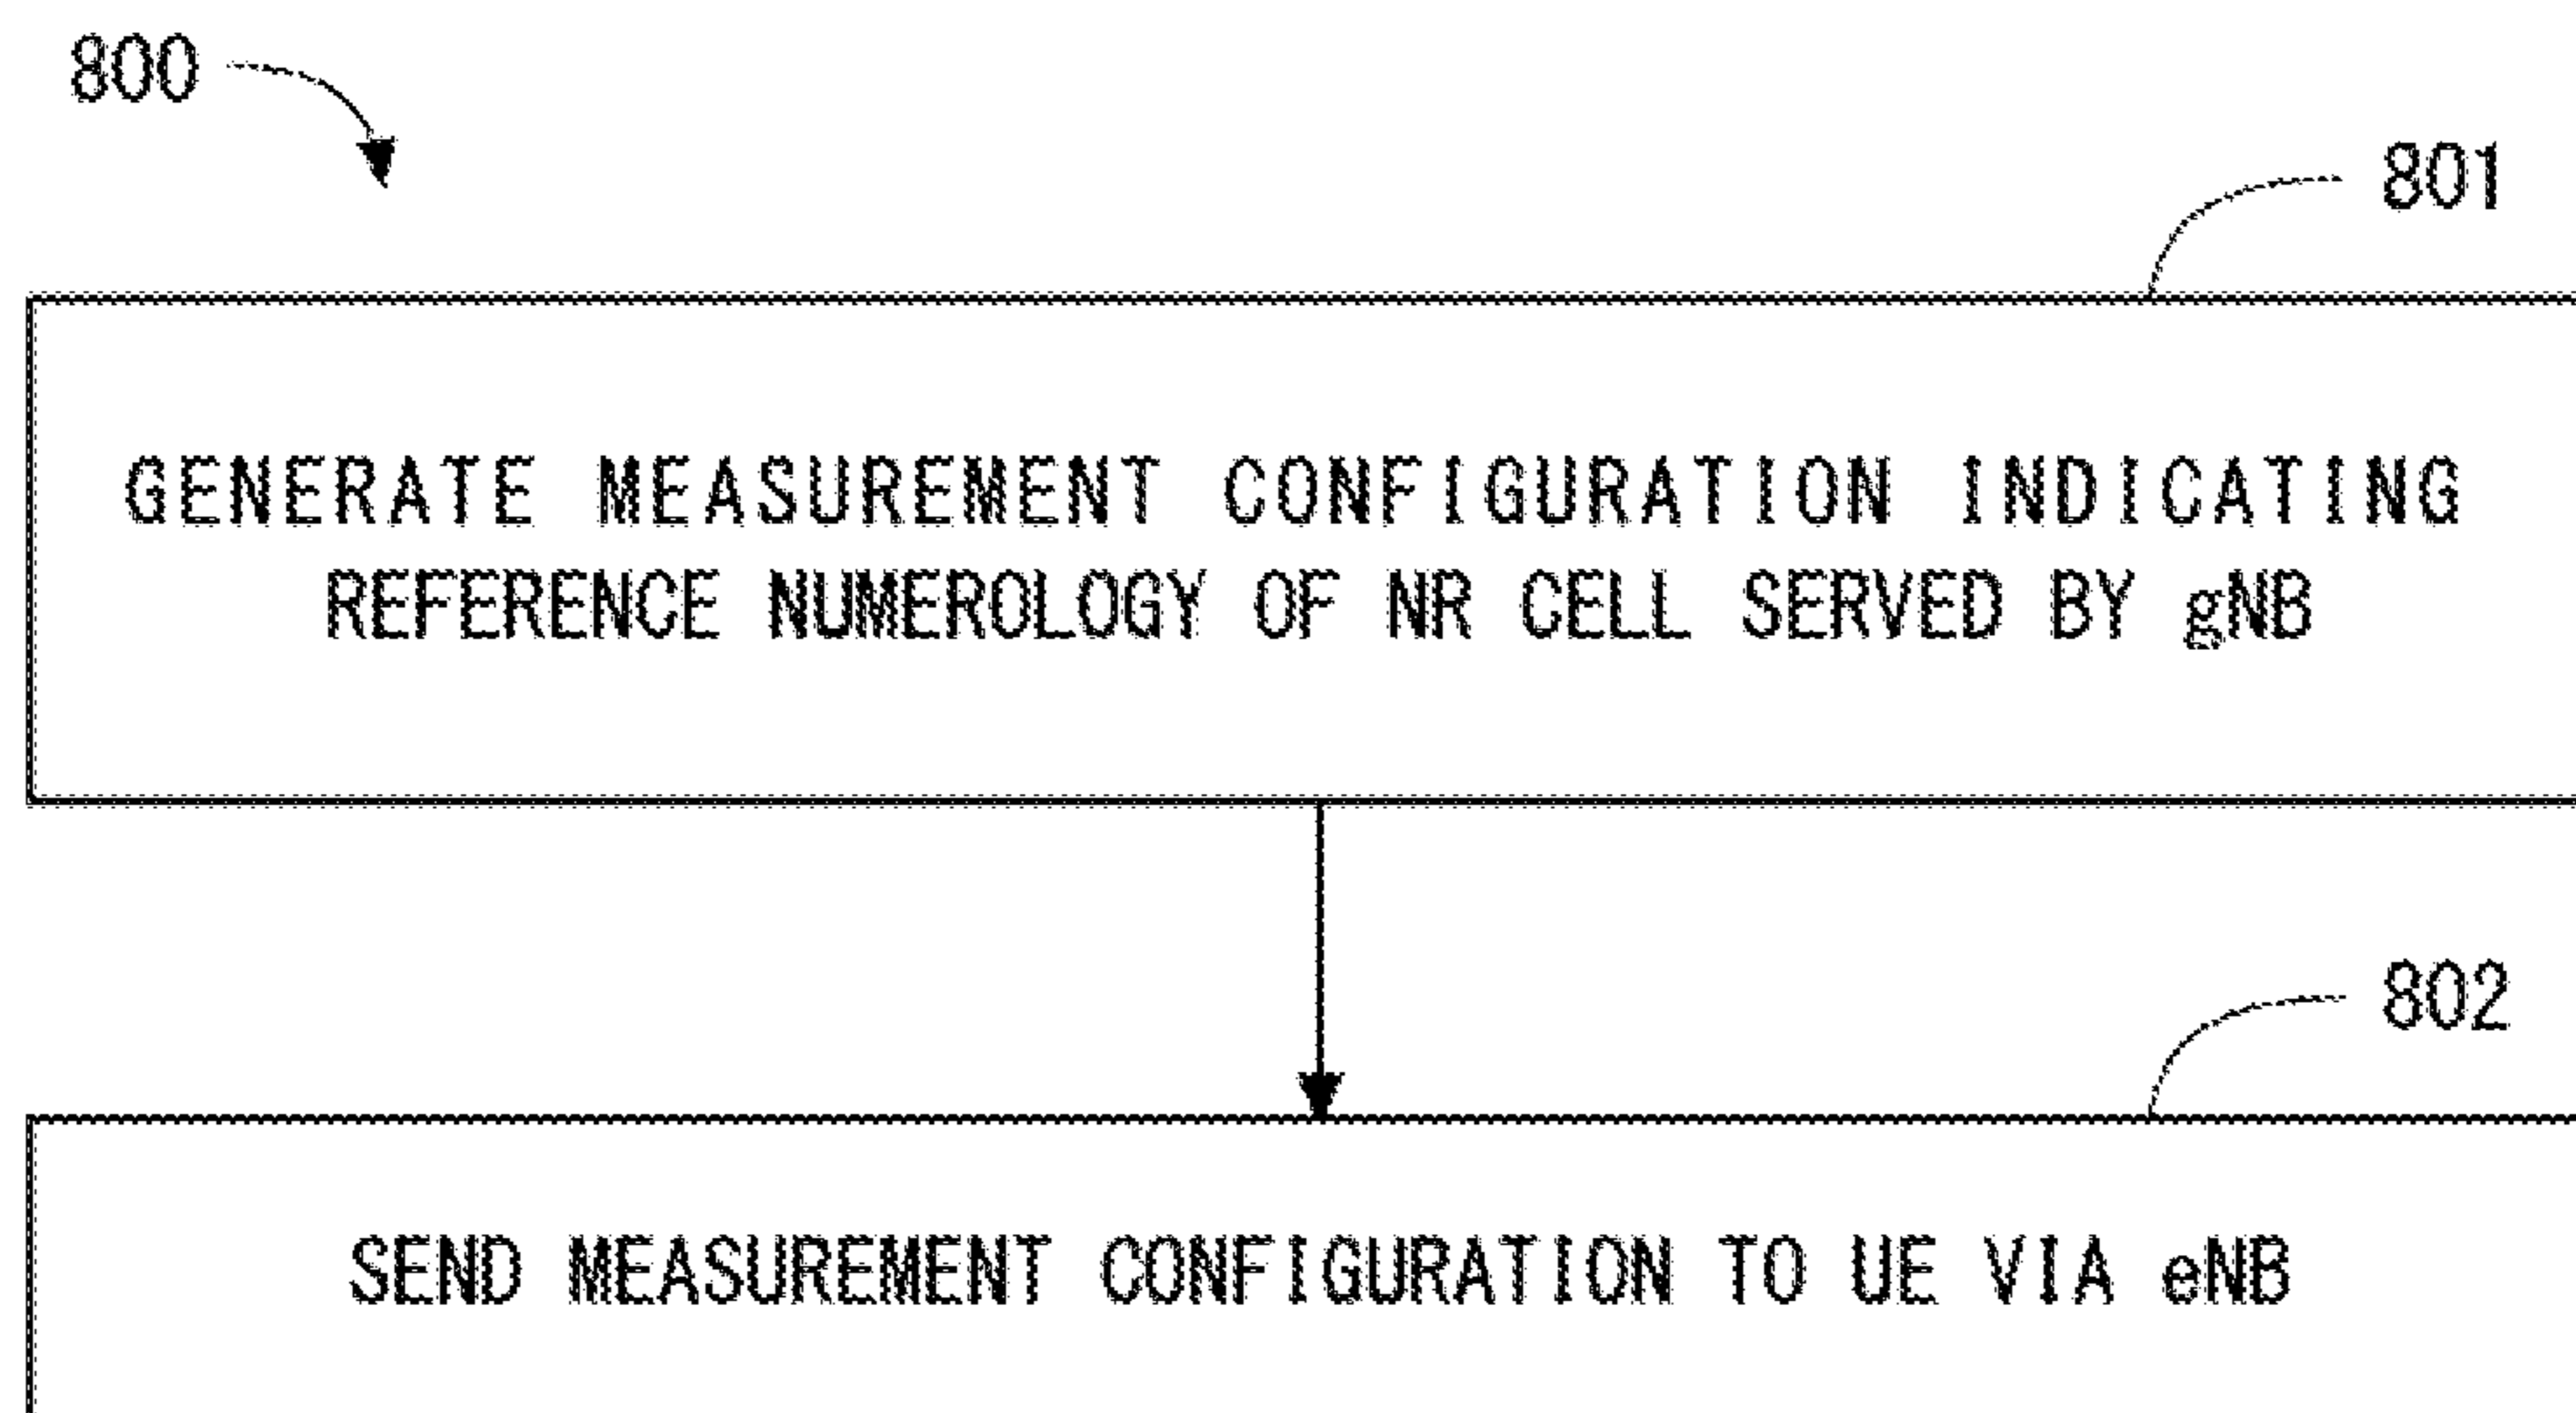 800
801
GENERATE MEASUREMENT CONFIGURATION INDICATING
REFERENCE NUMEROLOGY OF NR CELL SERVED BY gNB
802
SEND MEASUREMENT CONFIGURATION TO UE VIA eNB